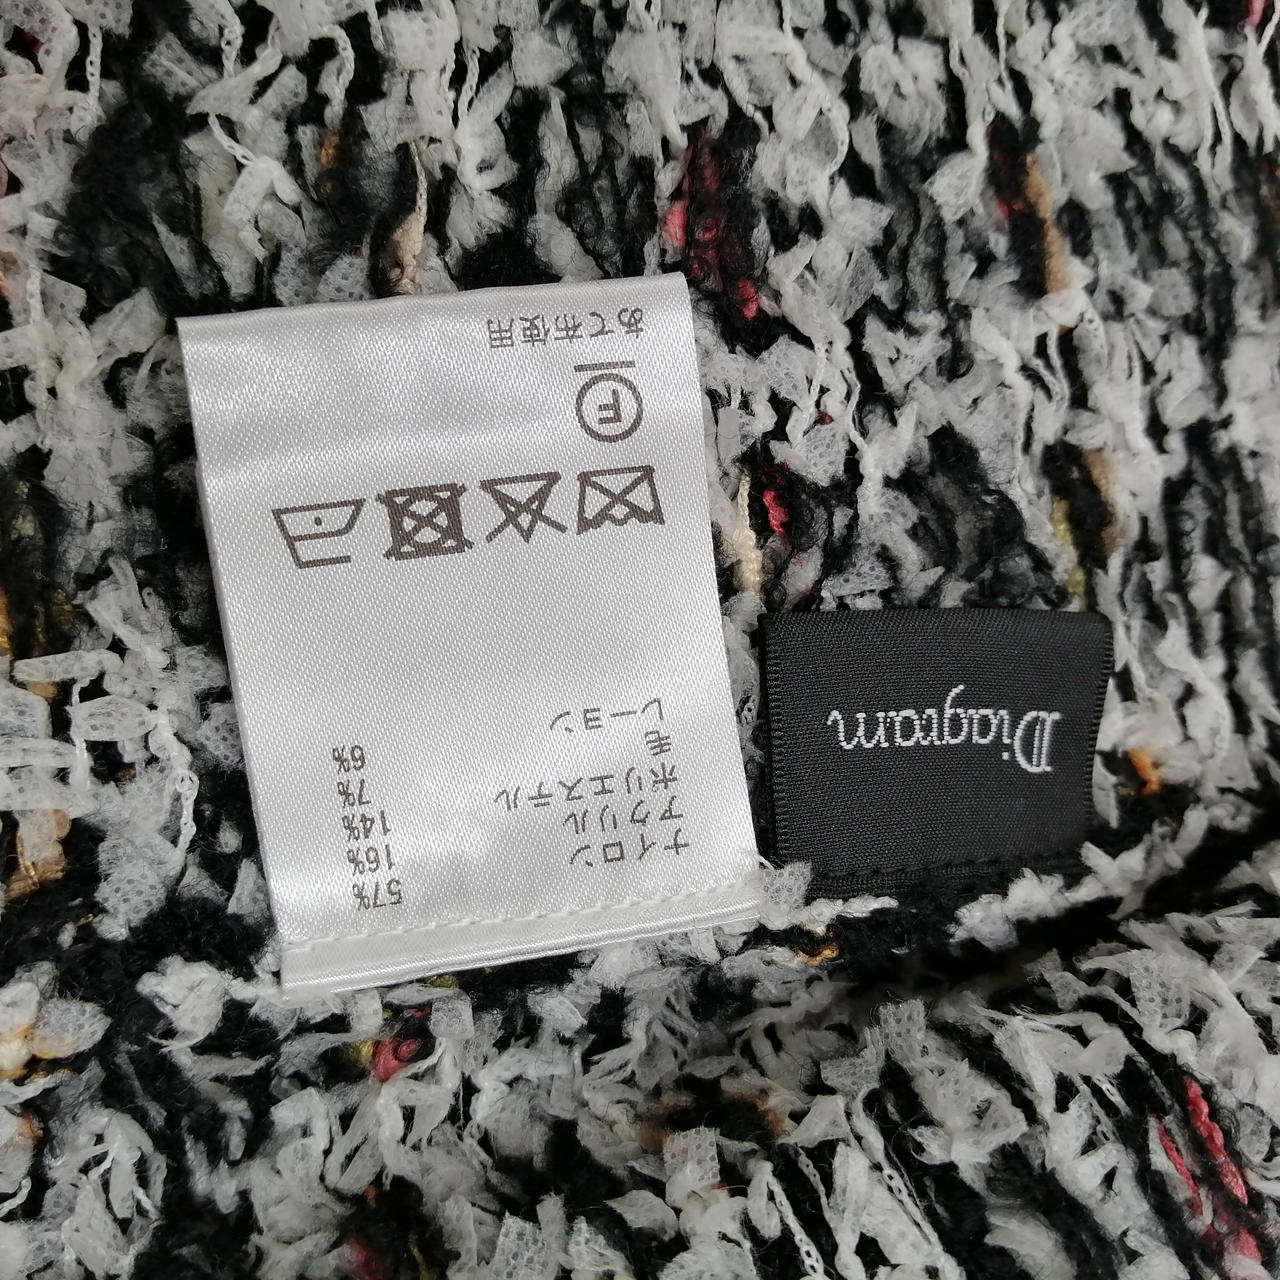 ナイロン 57%
アクリル 16%
ポリエステル 14%
毛 7%
レーヨン 6%
F
あて布使用
Diagram